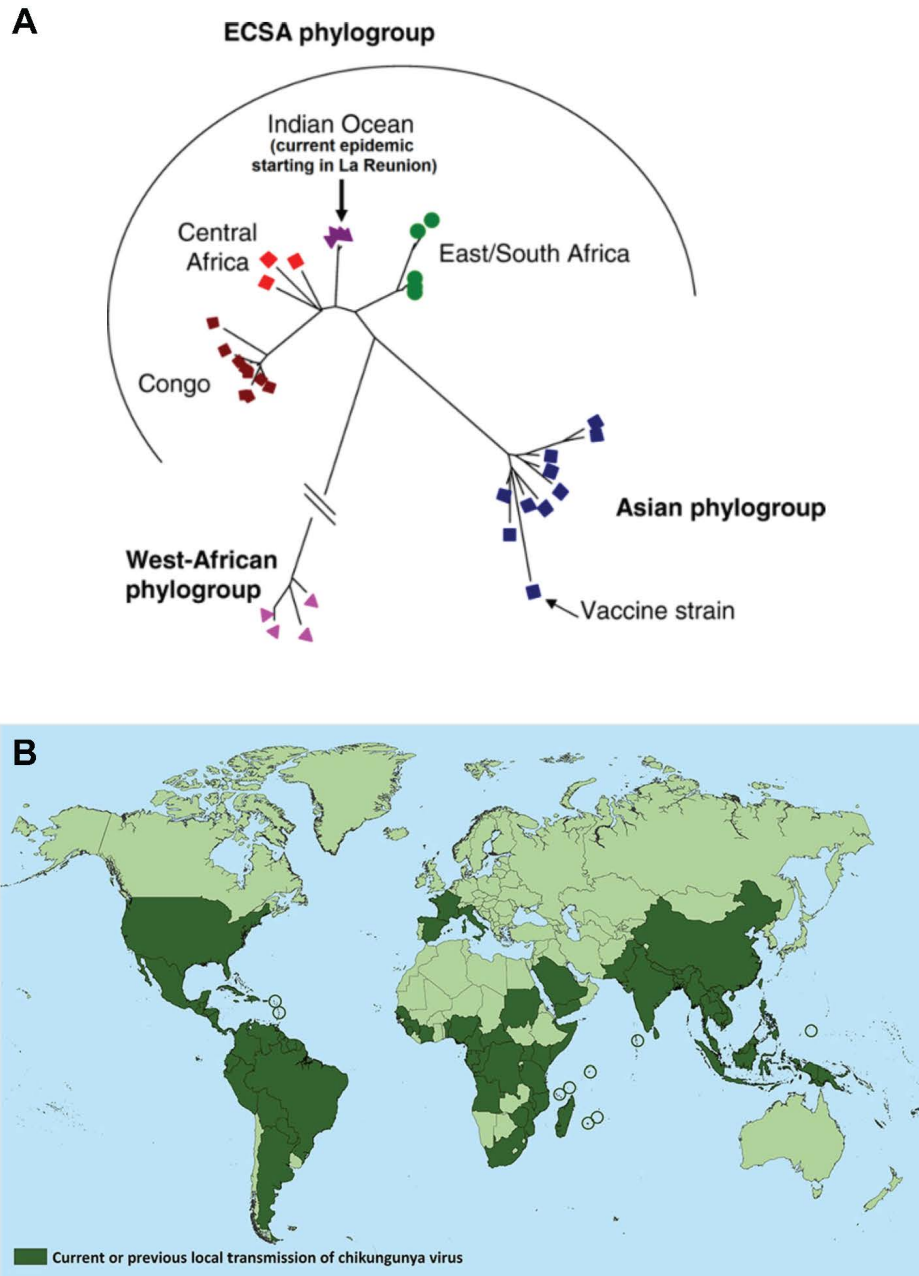 A
ECSA phylogroup
Indian Ocean
(current epidemic
starting in La Reunion)
Central
Africa
East/South Africa
Congo
Asian phylogroup
West-African
phylogroup
Vaccine strain
B
Current or previous local transmission of chikungunya virus